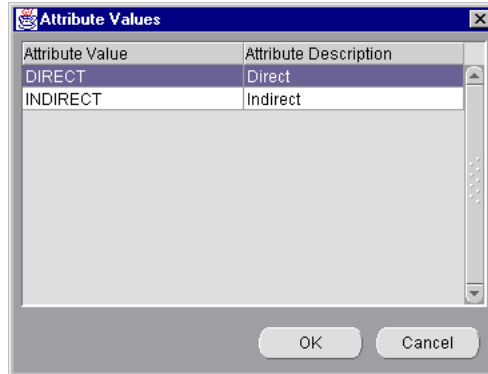 Attribute Values
Attribute Value Attribute Description
DIRECT Direct
INDIRECT Indirect
OK Cancel